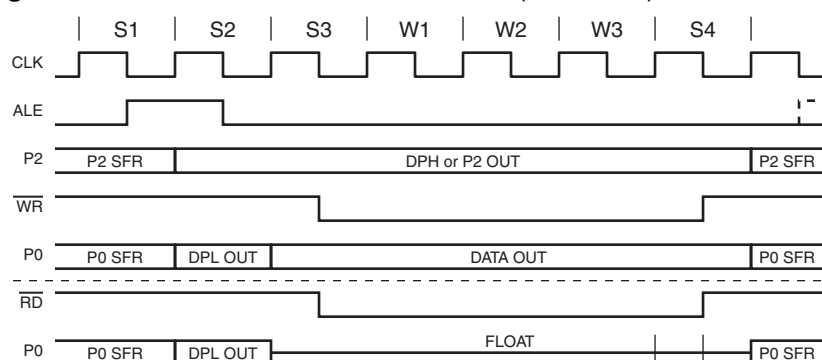 S1 S2 S3 W1 W2 W3 S4
CLK
ALE
P2 P2 SFR DPH or P2 OUT P2 SFR
WR
P0 P0 SFR DPL OUT DATA OUT P0 SFR
RD
P0 P0 SFR DPL OUT FLOAT P0 SFR